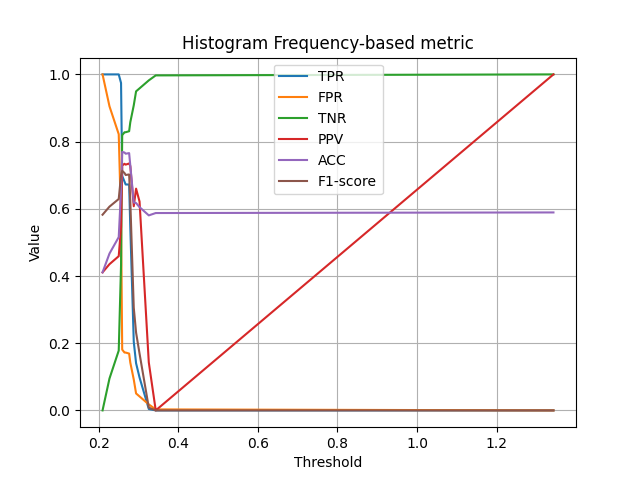 Histogram Frequency-based metric
1.0
0.8
0.6
0.4
0.2
0.0
Value
TPR
FPR
TNR
PPV
ACC
F1-score
0.2 0.4 0.6 0.8 1.0 1.2
Threshold